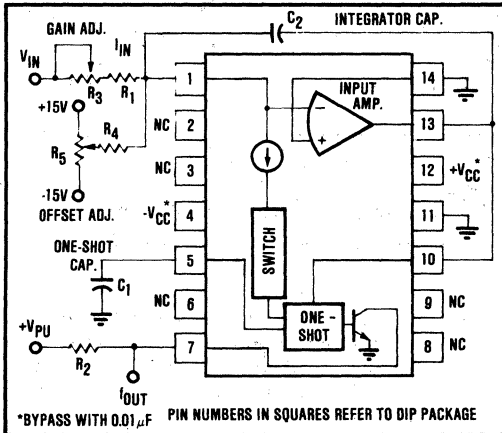 GAIN ADJ.
C2
INTEGRATOR CAP.
VIN
IIN
R3
R1
1
14
INPUT
AMP.
+15V
NC
2
13
R4
R5
NC
3
12
+VCC*
-15V
OFFSET ADJ.
-VCC*
4
11
ONE-SHOT
CAP.
5
10
SWITCH
C1
NC
6
9
NC
ONE-
SHOT
+VPU
7
8
NC
R2
fOUT
*BYPASS WITH 0.01μF
PIN NUMBERS IN SQUARES REFER TO DIP PACKAGE